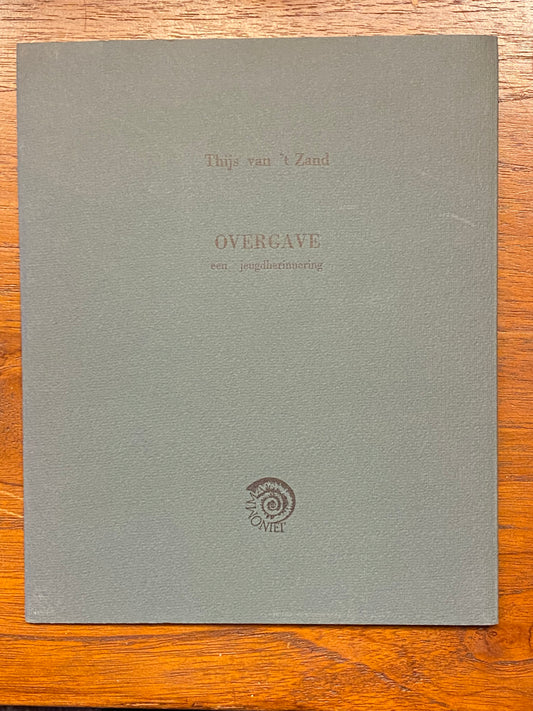 Thijs van 't Zand
OVERGAVE
een jeugdherinnering
AMMONIET